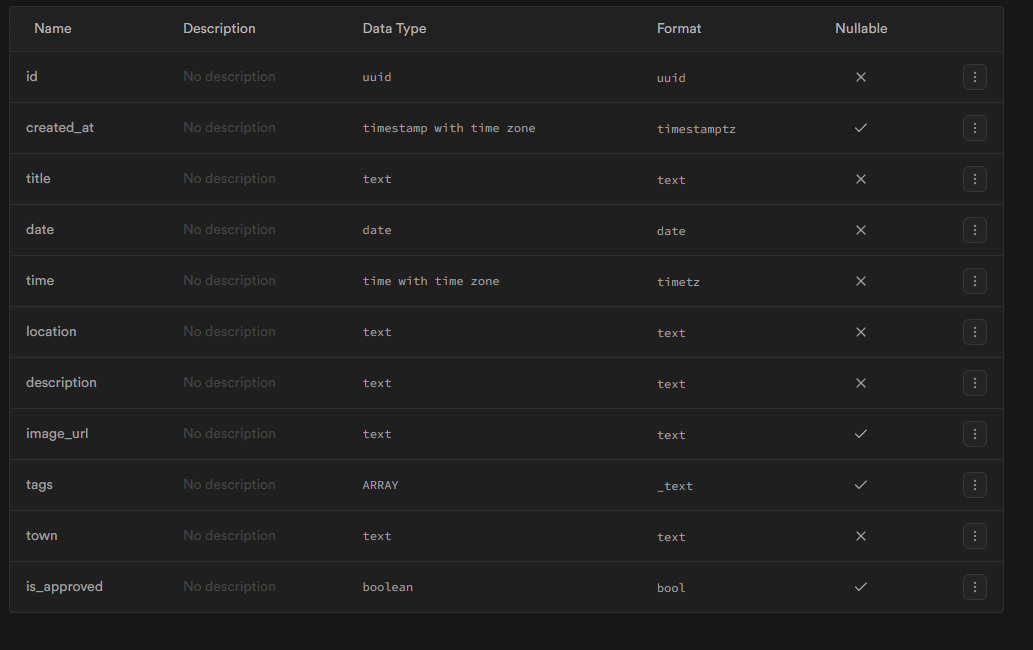 Name Description Data Type Format Nullable
id No description uuid uuid
created_at No description timestamp with time zone timestamptz
title No description text text
date No description date date
time No description time with time zone timetz
location No description text text
description No description text text
image_url No description text text
tags No description ARRAY _text
town No description text text
is_approved No description boolean bool